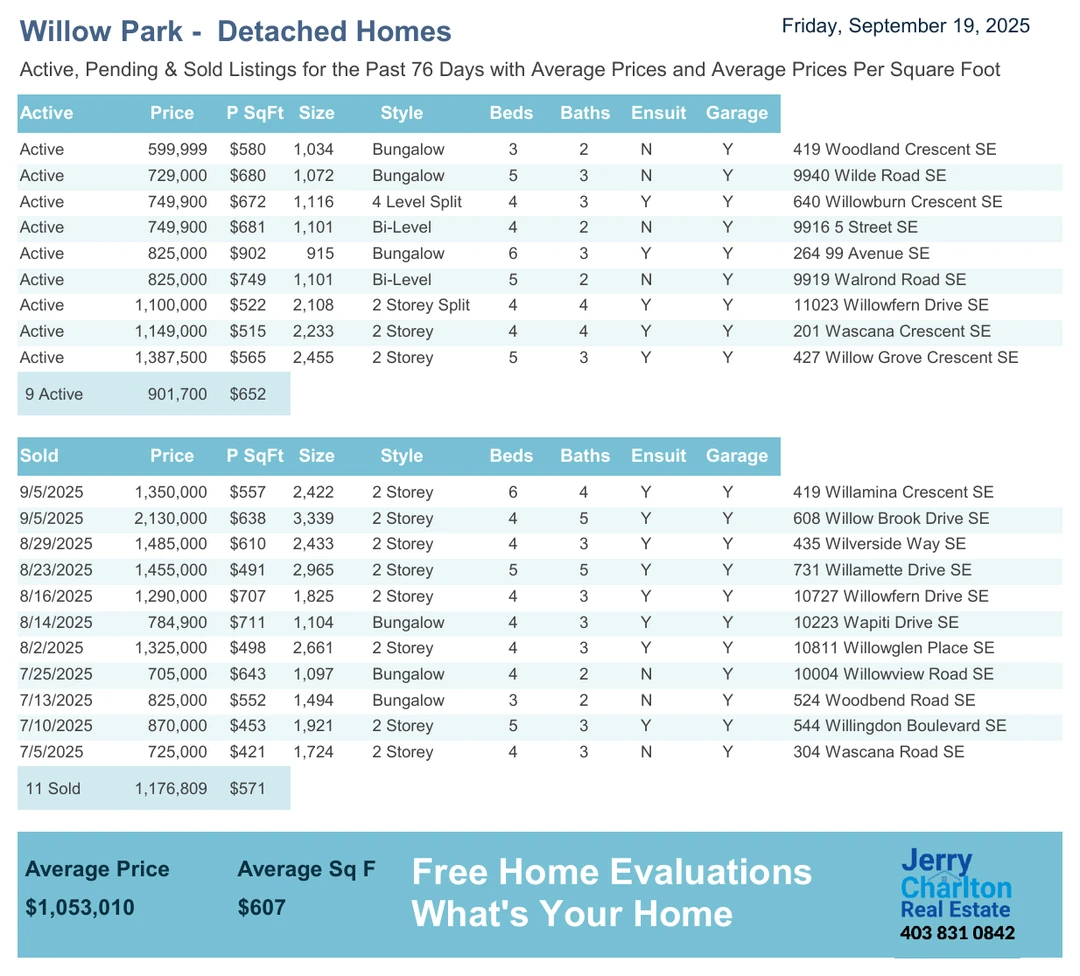 Willow Park -  Detached Homes
Friday, September 19, 2025
Active, Pending & Sold Listings for the Past 76 Days with Average Prices and Average Prices Per Square Foot
Active Price P SqFt Size Style Beds Baths Ensuit Garage
Active 599,999 $580 1,034 Bungalow 3 2 N Y 419 Woodland Crescent SE
Active 729,000 $680 1,072 Bungalow 5 3 N Y 9940 Wilde Road SE
Active 749,900 $672 1,116 4 Level Split 4 3 Y Y 640 Willowburn Crescent SE
Active 749,900 $681 1,101 Bi-Level 4 2 N Y 9916 5 Street SE
Active 825,000 $902 915 Bungalow 6 3 Y Y 264 99 Avenue SE
Active 825,000 $749 1,101 Bi-Level 5 2 N Y 9919 Walrond Road SE
Active 1,100,000 $522 2,108 2 Storey Split 4 4 Y Y 11023 Willowfern Drive SE
Active 1,149,000 $515 2,233 2 Storey 4 4 Y Y 201 Wascana Crescent SE
Active 1,387,500 $565 2,455 2 Storey 5 3 Y Y 427 Willow Grove Crescent SE
9 Active 901,700 $652
Sold Price P SqFt Size Style Beds Baths Ensuit Garage
9/5/2025 1,350,000 $557 2,422 2 Storey 6 4 Y Y 419 Willamina Crescent SE
9/5/2025 2,130,000 $638 3,339 2 Storey 4 5 Y Y 608 Willow Brook Drive SE
8/29/2025 1,485,000 $610 2,433 2 Storey 4 3 Y Y 435 Wilverside Way SE
8/23/2025 1,455,000 $491 2,965 2 Storey 5 5 Y Y 731 Willamette Drive SE
8/16/2025 1,290,000 $707 1,825 2 Storey 4 3 Y Y 10727 Willowfern Drive SE
8/14/2025 784,900 $711 1,104 Bungalow 4 3 Y Y 10223 Wapiti Drive SE
8/2/2025 1,325,000 $498 2,661 2 Storey 4 3 Y Y 10811 Willowglen Place SE
7/25/2025 705,000 $643 1,097 Bungalow 4 2 N Y 10004 Willowview Road SE
7/13/2025 825,000 $552 1,494 Bungalow 3 2 N Y 524 Woodbend Road SE
7/10/2025 870,000 $453 1,921 2 Storey 5 3 Y Y 544 Willingdon Boulevard SE
7/5/2025 725,000 $421 1,724 2 Storey 4 3 N Y 304 Wascana Road SE
11 Sold 1,176,809 $571
Average Price Average Sq F
$1,053,010 $607
Free Home Evaluations
What's Your Home
Jerry
Charlton
Real Estate
403 831 0842